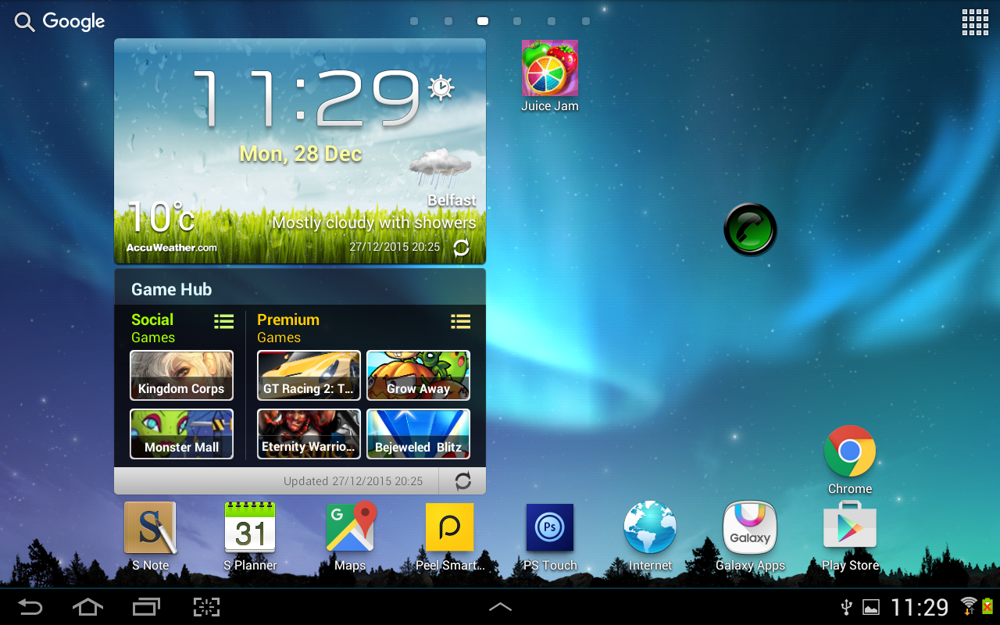 Google
11:29
Mon, 28 Dec
Belfast
10°c
Mostly cloudy with showers
AccuWeather.com
27/12/2015 20:25
Juice Jam
Game Hub
Social
Games
Premium
Games
Kingdom Corps
GT Racing 2: T...
Grow Away
Monster Mall
Eternity Warrio...
Bejeweled Blitz
Updated 27/12/2015 20:25
Chrome
S
31
G
Ps
Galaxy
S Note
S Planner
Maps
Peel Smart...
PS Touch
Internet
Galaxy Apps
Play Store
11:29